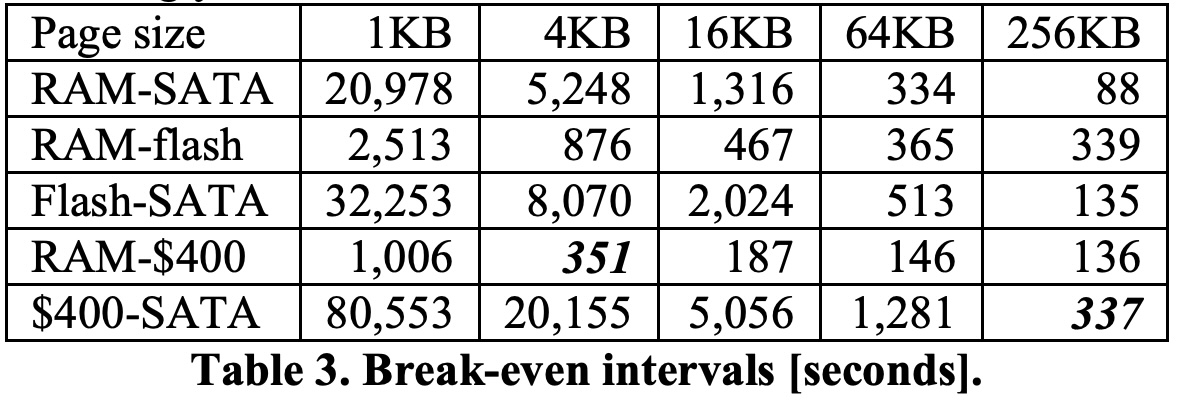 Page size 1KB 4KB 16KB 64KB 256KB
RAM-SATA 20,978 5,248 1,316 334 88
RAM-flash 2,513 876 467 365 339
Flash-SATA 32,253 8,070 2,024 513 135
RAM-$400 1,006 351 187 146 136
$400-SATA 80,553 20,155 5,056 1,281 337
Table 3. Break-even intervals [seconds].